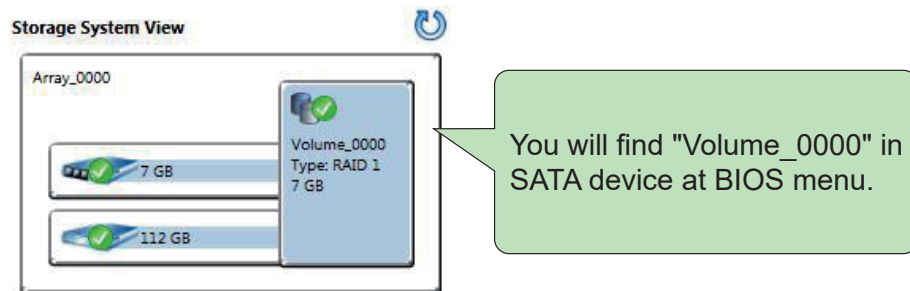 Storage System View
Array_0000
Volume_0000
Type: RAID 1
7 GB
7 GB
112 GB
You will find "Volume_0000" in
SATA device at BIOS menu.